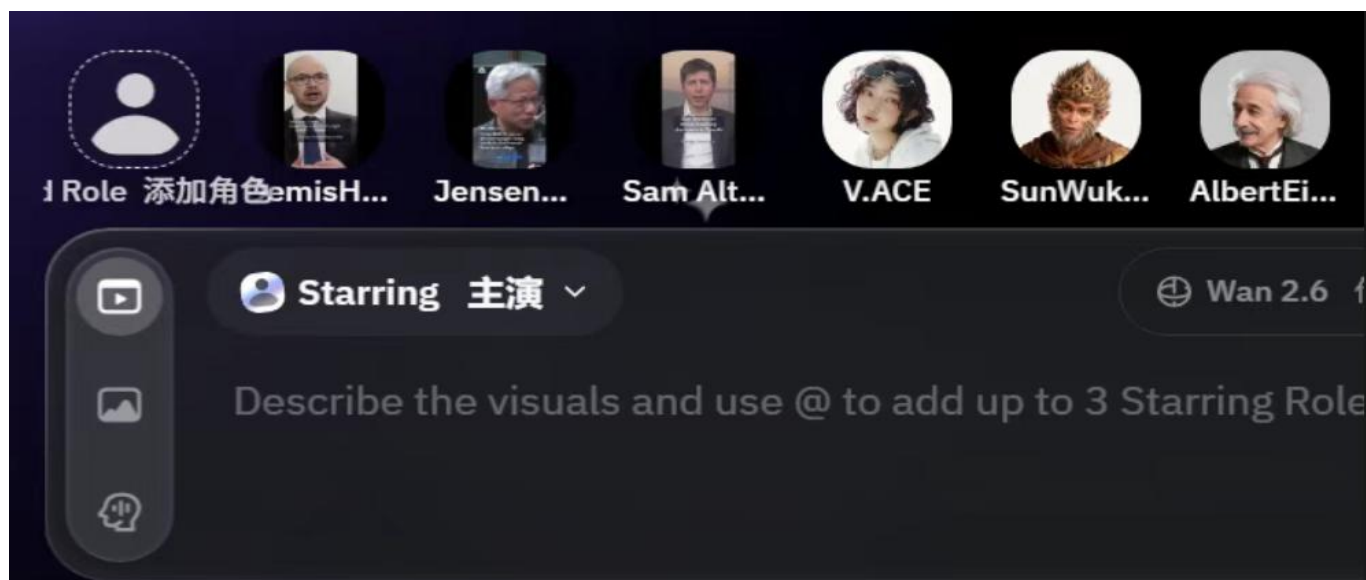 d Role 添加角色 emisH... Jensen... Sam Alt... V.ACE SunWuk... AlbertEi...
Starring 主演 Wan 2.6
Describe the visuals and use @ to add up to 3 Starring Role